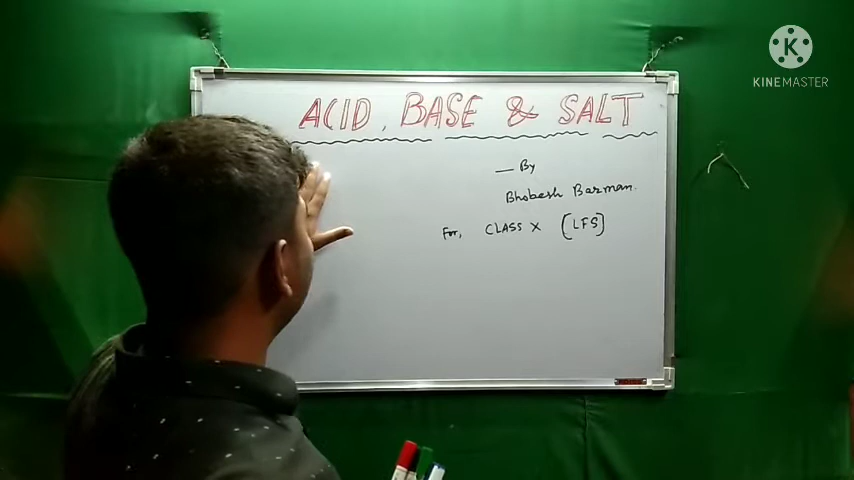 ACID, BASE & SALT
— By
Bhobesh Barman.
For, CLASS X [LFS]
K
KINEMASTER